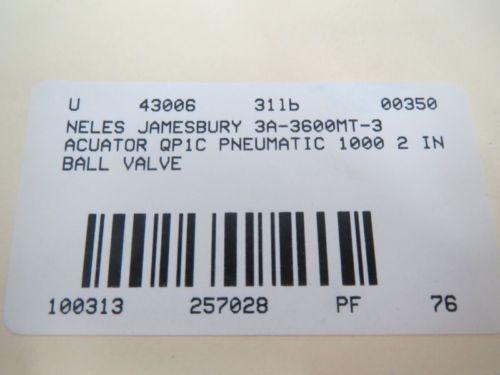 U 43006 31lb 00350
NELES JAMESBURY 3A-3600MT-3
ACUATOR QP1C PNEUMATIC 1000 2 IN
BALL VALVE
100313 257028 PF 76